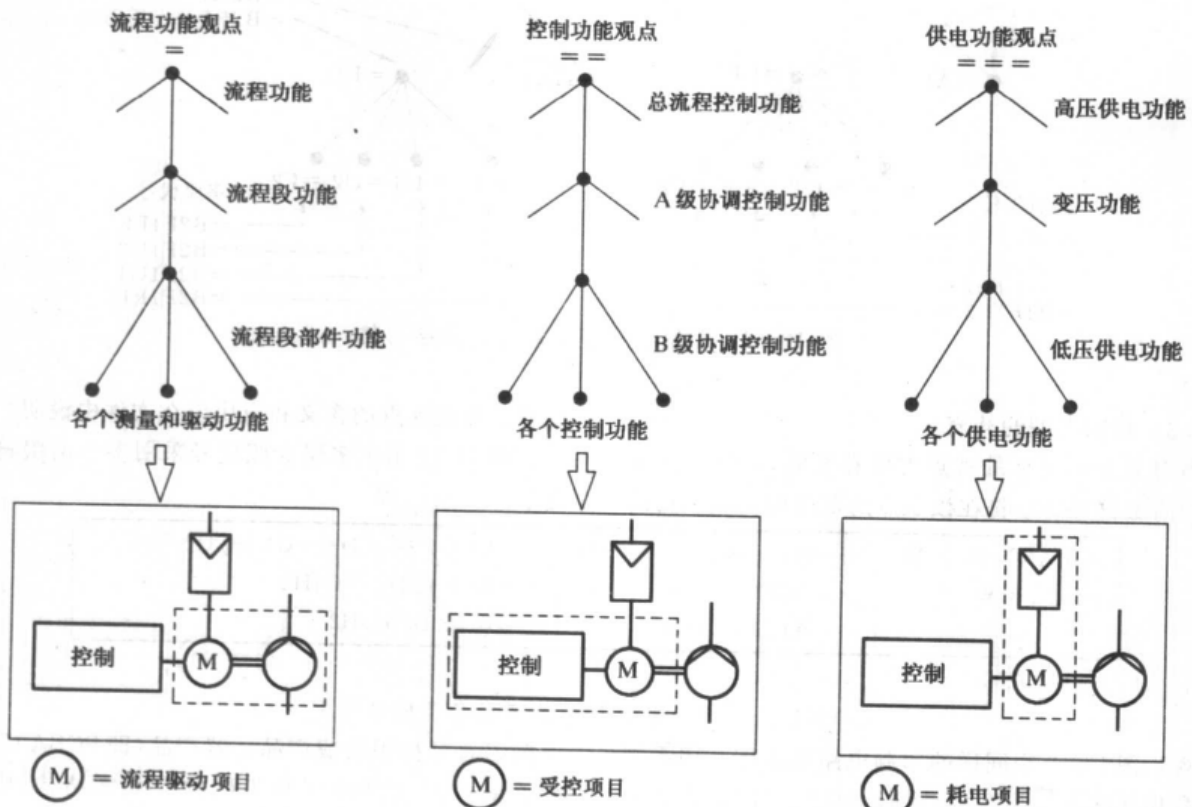 流程功能观点
=
流程功能
流程段功能
流程段部件功能
各个测量和驱动功能
控制
M
M = 流程驱动项目
控制功能观点
= =
总流程控制功能
A 级协调控制功能
B 级协调控制功能
各个控制功能
控制
M
M = 受控项目
供电功能观点
= = =
高压供电功能
变压功能
低压供电功能
各个供电功能
控制
M
M = 耗电项目